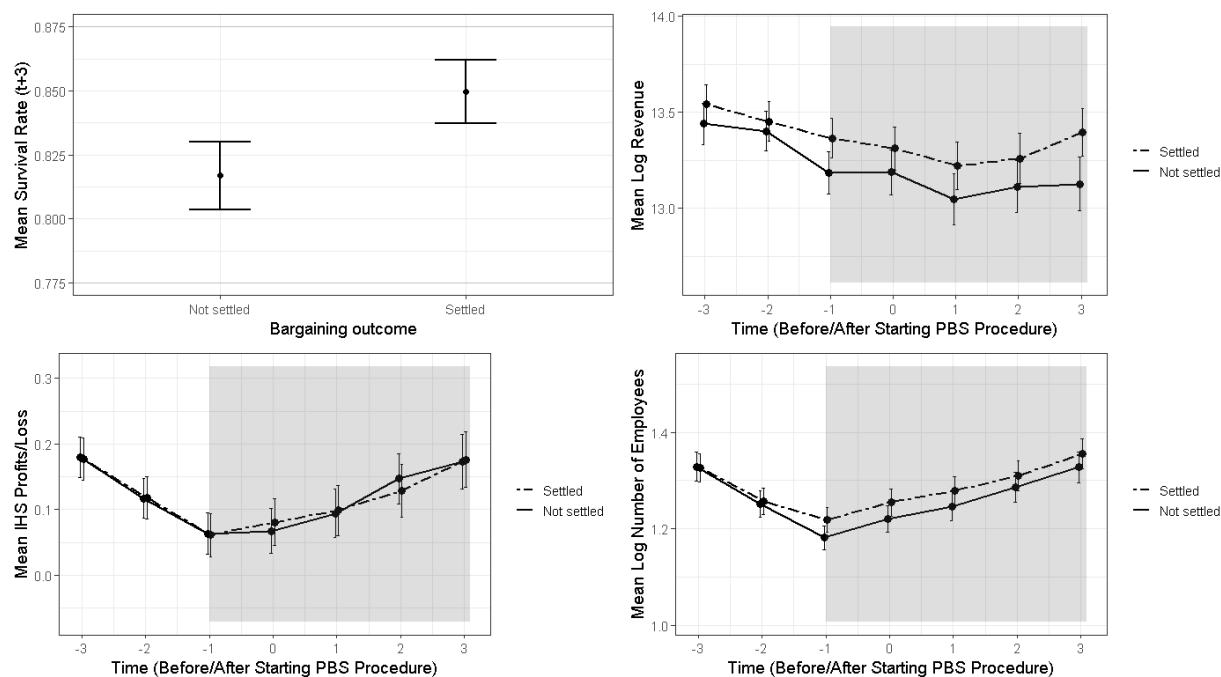 Mean Survival Rate (t+3)
0.875
0.850
0.825
0.800
0.775
Not settled
Settled
Bargaining outcome
Mean Log Revenue
14.0
13.5
13.0
-3 -2 -1 0 1 2 3
Time (Before/After Starting PBS Procedure)
Settled
Not settled
Mean IHS Profits/Loss
0.3
0.2
0.1
0.0
-3 -2 -1 0 1 2 3
Time (Before/After Starting PBS Procedure)
Settled
Not settled
Mean Log Number of Employees
1.4
1.2
1.0
-3 -2 -1 0 1 2 3
Time (Before/After Starting PBS Procedure)
Settled
Not settled